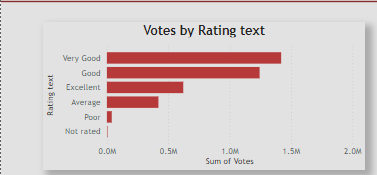 Votes by Rating text
Rating text
Very Good
Good
Excellent
Average
Poor
Not rated
0.0M 0.5M 1.0M 1.5M 2.0M
Sum of Votes